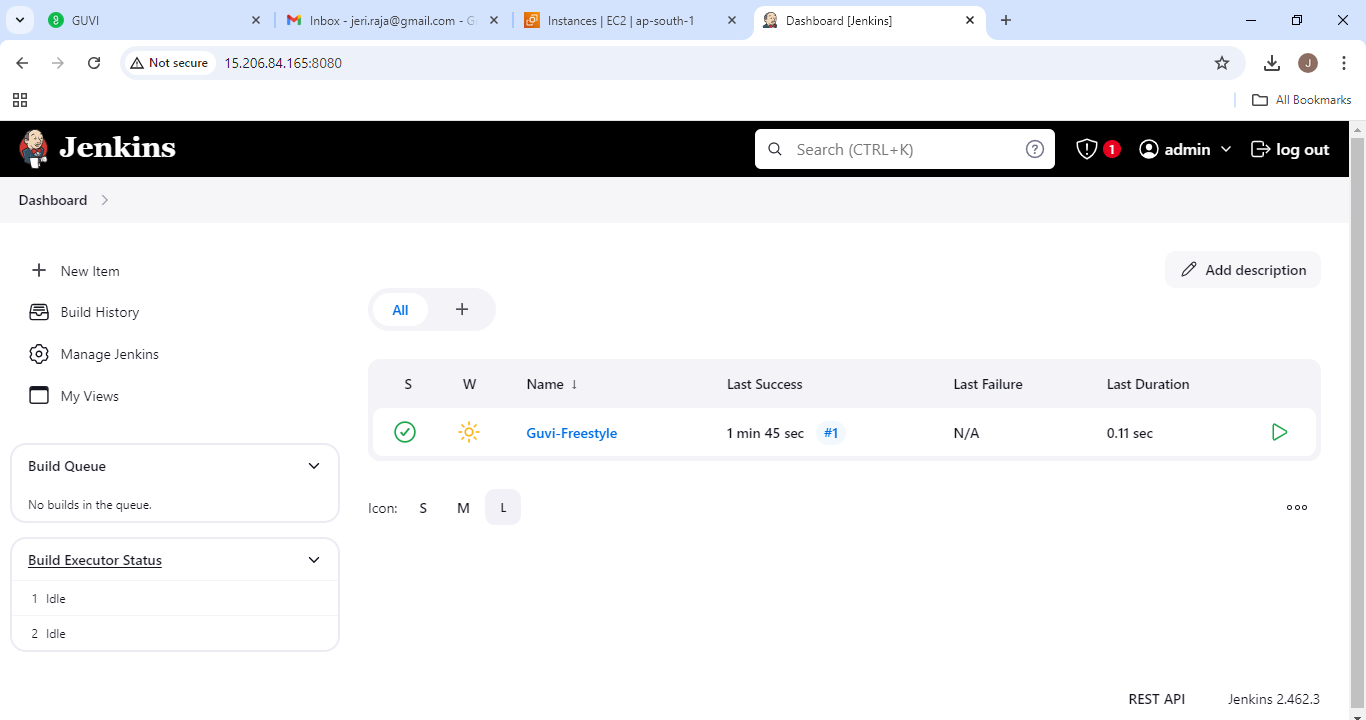 GUVI
Inbox - jeri.raja@gmail.com - G
Instances | EC2 | ap-south-1
Dashboard [Jenkins]
Not secure
15.206.84.165:8080
J
All Bookmarks
Jenkins
Search (CTRL+K)
1
admin
log out
Dashboard
New Item
Build History
Manage Jenkins
My Views
Add description
All
S W Name ↓ Last Success Last Failure Last Duration
Guvi-Freestyle 1 min 45 sec #1 N/A 0.11 sec
Icon: S M L
Build Queue
No builds in the queue.
Build Executor Status
1 Idle
2 Idle
REST API
Jenkins 2.462.3